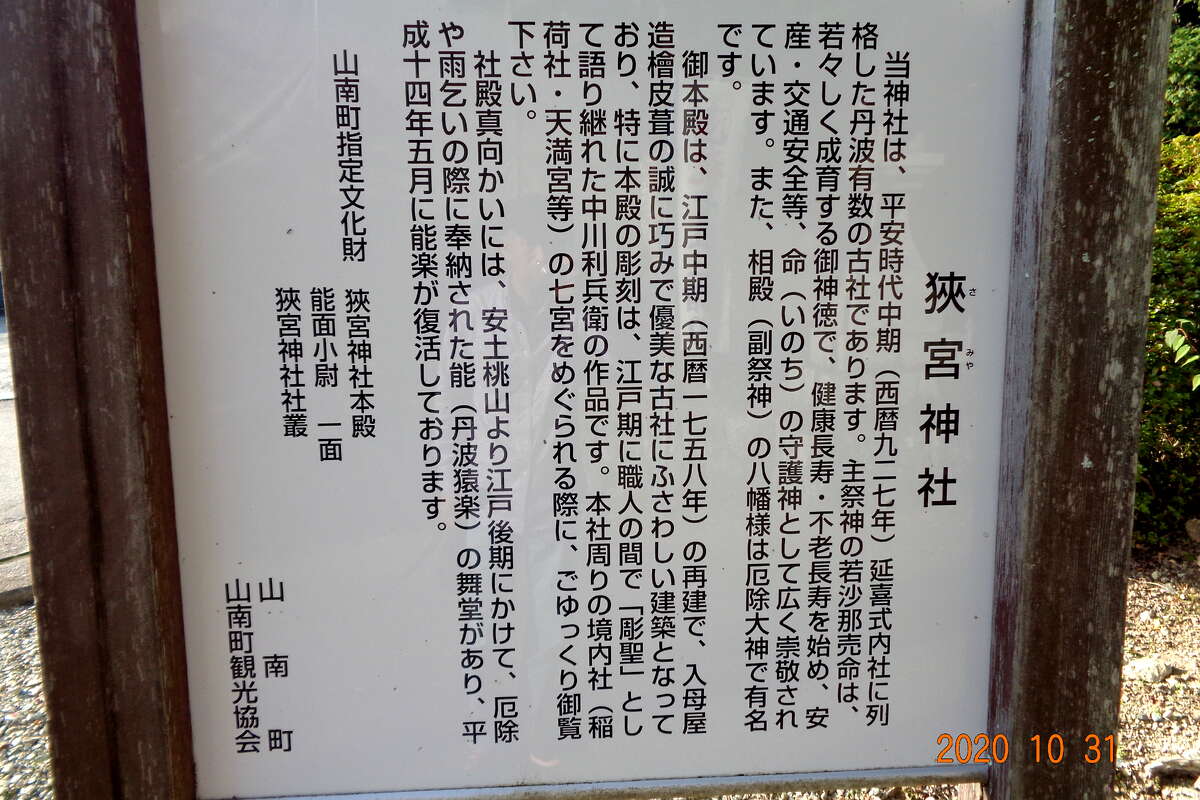 狹宮神社
さ みや
当神社は、平安時代中期（西暦九二七年）延喜式内社に列
格した丹波有数の古社であります。主祭神の若沙那売命は、
若々しく成育する御神徳で、健康長寿・不老長寿を始め、安
産・交通安全等、命（いのち）の守護神として広く崇敬され
ています。また、相殿（副祭神）の八幡様は厄除大神で有名
です。
御本殿は、江戸中期（西暦一七五八年）の再建で、入母屋
造檜皮葺の誠に巧みで優美な古社にふさわしい建築となって
おり、特に本殿の彫刻は、江戸期に職人の間で「彫聖」とし
て語り継れた中川利兵衛の作品です。本社周りの境内社（稲
荷社・天満宮等）の七宮をめぐられる際に、ごゆっくり御覧
下さい。
社殿真向かいには、安土桃山より江戸後期にかけて、厄除
や雨乞いの際に奉納された能（丹波猿楽）の舞堂があり、平
成十四年五月に能楽が復活しております。
山南町指定文化財 狹宮神社本殿
能面小尉 一面
狹宮神社社叢
山南町
山南町観光協会
2020 10 31